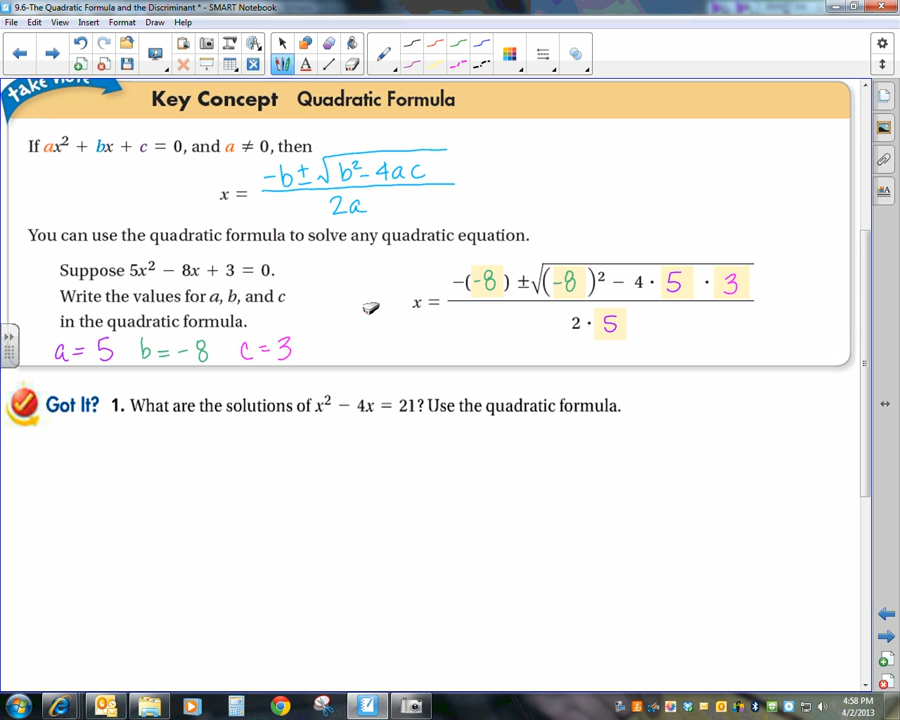 9.6-The Quadratic Formula and the Discriminant * - SMART Notebook
File Edit View Insert Format Draw Help
take note
Key Concept Quadratic Formula
If ax² + bx + c = 0, and a ≠ 0, then
x = (-b ± √(b² - 4ac)) / 2a
You can use the quadratic formula to solve any quadratic equation.
Suppose 5x² − 8x + 3 = 0.
Write the values for a, b, and c
in the quadratic formula.
a = 5 b = -8 c = 3
x = (−(-8) ± √((-8)² − 4 · 5 · 3)) / 2 · 5
Got It? 1. What are the solutions of x² − 4x = 21? Use the quadratic formula.
4:58 PM
4/2/2013